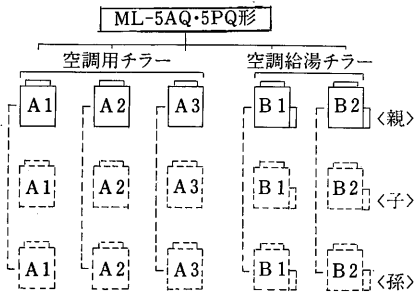 ML-5AQ・5PQ形
空調用チラー 空調給湯チラー
A1 A2 A3 B1 B2 〈親〉
A1 A2 A3 B1 B2 〈子〉
A1 A2 A3 B1 B2 〈孫〉